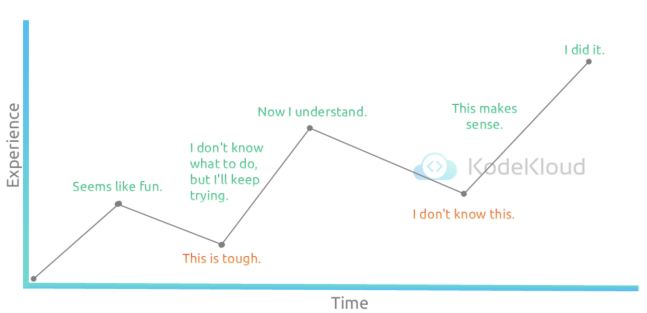 I did it.
This makes
sense.
Now I understand.
I don't know
what to do,
but I'll keep
trying.
KodeKloud
Seems like fun.
I don't know this.
This is tough.
Experience
Time